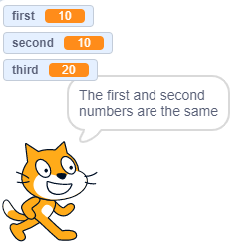 first 10
second 10
third 20
The first and second
numbers are the same